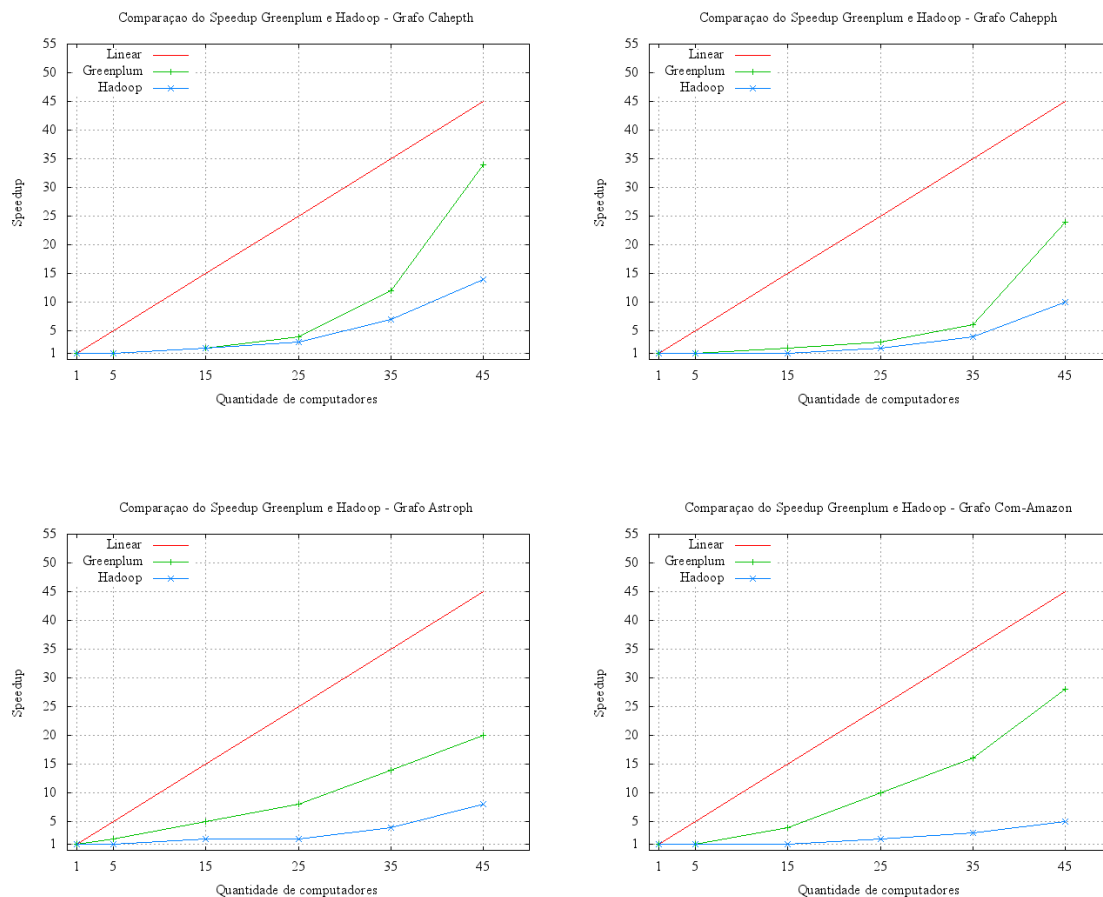 Comparaçao do Speedup Greenplum e Hadoop - Grafo Cahepth
55
50
45
40
35
30
25
20
15
10
5
1
Speedup
Linear
Greenplum
Hadoop
1 5 15 25 35 45
Quantidade de computadores
Comparaçao do Speedup Greenplum e Hadoop - Grafo Cahepph
55
50
45
40
35
30
25
20
15
10
5
1
Speedup
Linear
Greenplum
Hadoop
1 5 15 25 35 45
Quantidade de computadores
Comparaçao do Speedup Greenplum e Hadoop - Grafo Astroph
55
50
45
40
35
30
25
20
15
10
5
1
Speedup
Linear
Greenplum
Hadoop
1 5 15 25 35 45
Quantidade de computadores
Comparaçao do Speedup Greenplum e Hadoop - Grafo Com-Amazon
55
50
45
40
35
30
25
20
15
10
5
1
Speedup
Linear
Greenplum
Hadoop
1 5 15 25 35 45
Quantidade de computadores